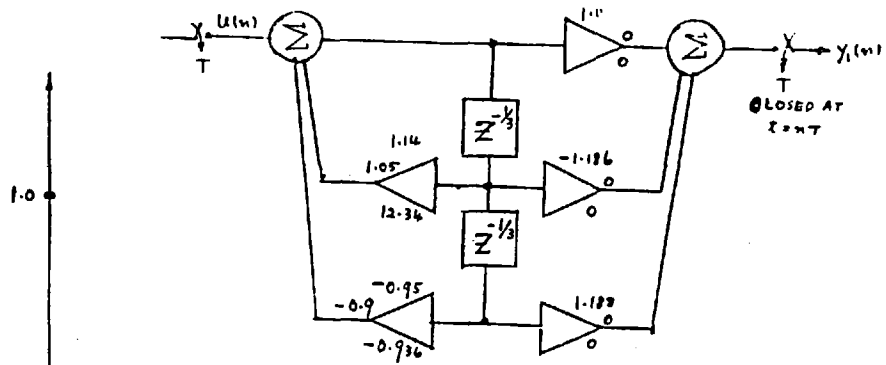 u(n)
Σ
1.0
0
0
Σ
y₁(n)
T
T
CLOSED AT
t = nT
Z^{-1/3}
1.14
1.05
12.34
-1.186
0
0
1.0
Z^{-1/3}
-0.95
-0.9
-0.936
1.188
0
0